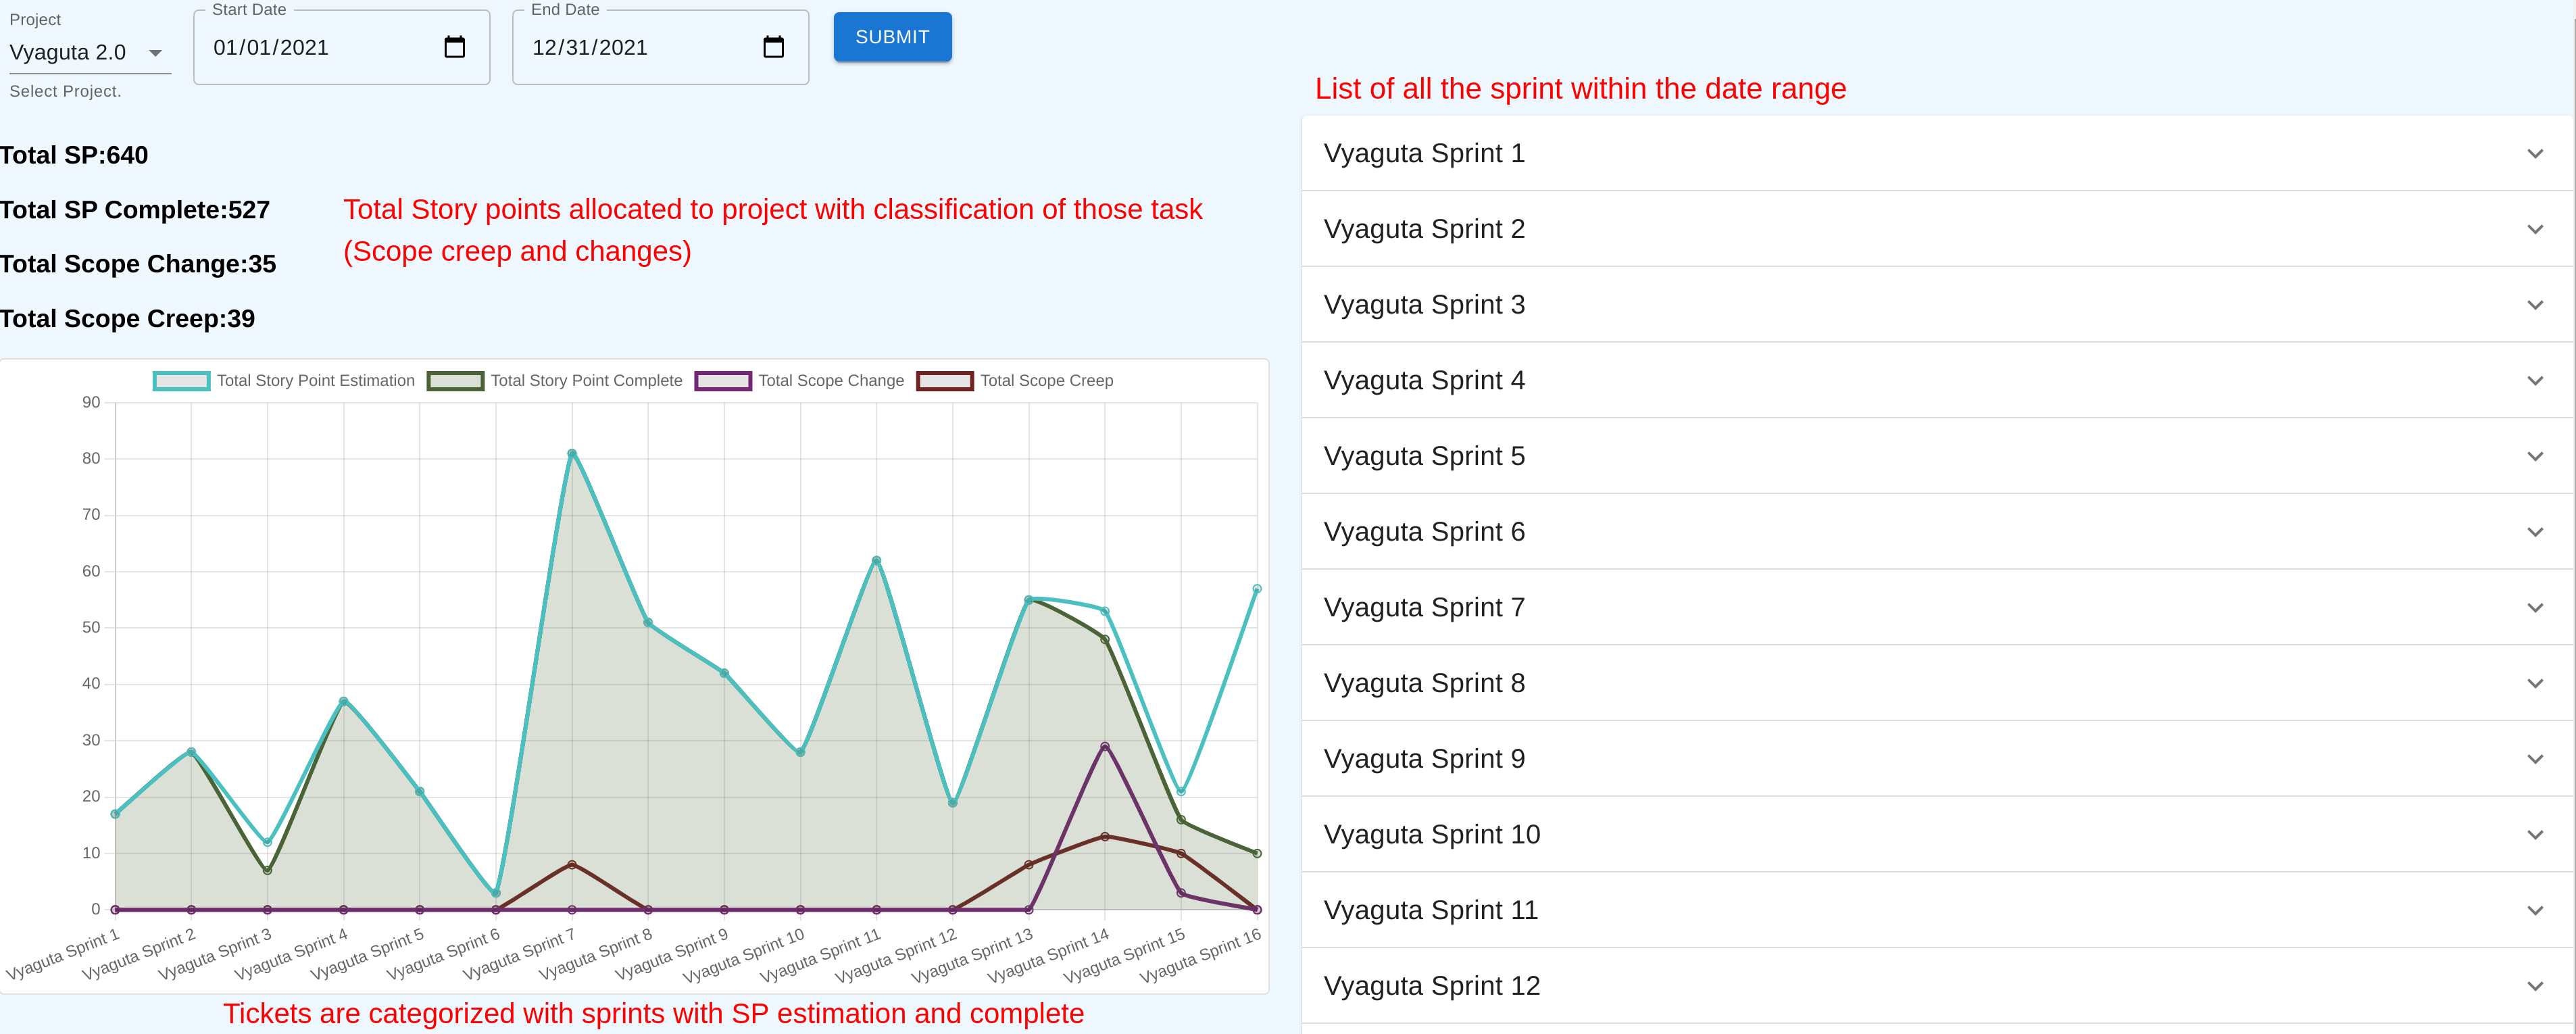 Project
Vyaguta 2.0
Select Project.
Start Date
01/01/2021
End Date
12/31/2021
SUBMIT
Total SP:640
Total SP Complete:527
Total Scope Change:35
Total Scope Creep:39
Total Story points allocated to project with classification of those task
(Scope creep and changes)
Total Story Point Estimation
Total Story Point Complete
Total Scope Change
Total Scope Creep
90
80
70
60
50
40
30
20
10
0
Vyaguta Sprint 1
Vyaguta Sprint 2
Vyaguta Sprint 3
Vyaguta Sprint 4
Vyaguta Sprint 5
Vyaguta Sprint 6
Vyaguta Sprint 7
Vyaguta Sprint 8
Vyaguta Sprint 9
Vyaguta Sprint 10
Vyaguta Sprint 11
Vyaguta Sprint 12
Vyaguta Sprint 13
Vyaguta Sprint 14
Vyaguta Sprint 15
Vyaguta Sprint 16
Tickets are categorized with sprints with SP estimation and complete
List of all the sprint within the date range
Vyaguta Sprint 1
Vyaguta Sprint 2
Vyaguta Sprint 3
Vyaguta Sprint 4
Vyaguta Sprint 5
Vyaguta Sprint 6
Vyaguta Sprint 7
Vyaguta Sprint 8
Vyaguta Sprint 9
Vyaguta Sprint 10
Vyaguta Sprint 11
Vyaguta Sprint 12